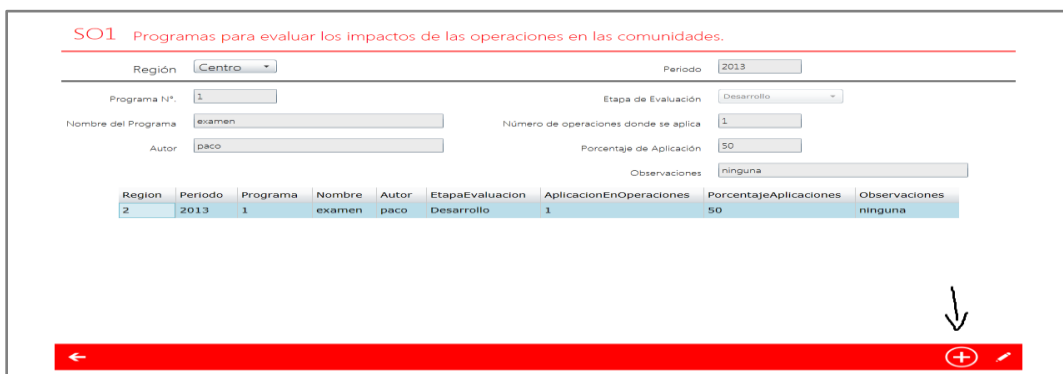 SO1 Programas para evaluar los impactos de las operaciones en las comunidades.
Región Centro Periodo 2013
Programa N°. 1 Etapa de Evaluación Desarrollo
Nombre del Programa examen Número de operaciones donde se aplica 1
Autor paco Porcentaje de Aplicación 50
Observaciones ninguna
Region Periodo Programa Nombre Autor EtapaEvaluacion AplicacionEnOperaciones PorcentajeAplicaciones Observaciones
2 2013 1 examen paco Desarrollo 1 50 ninguna